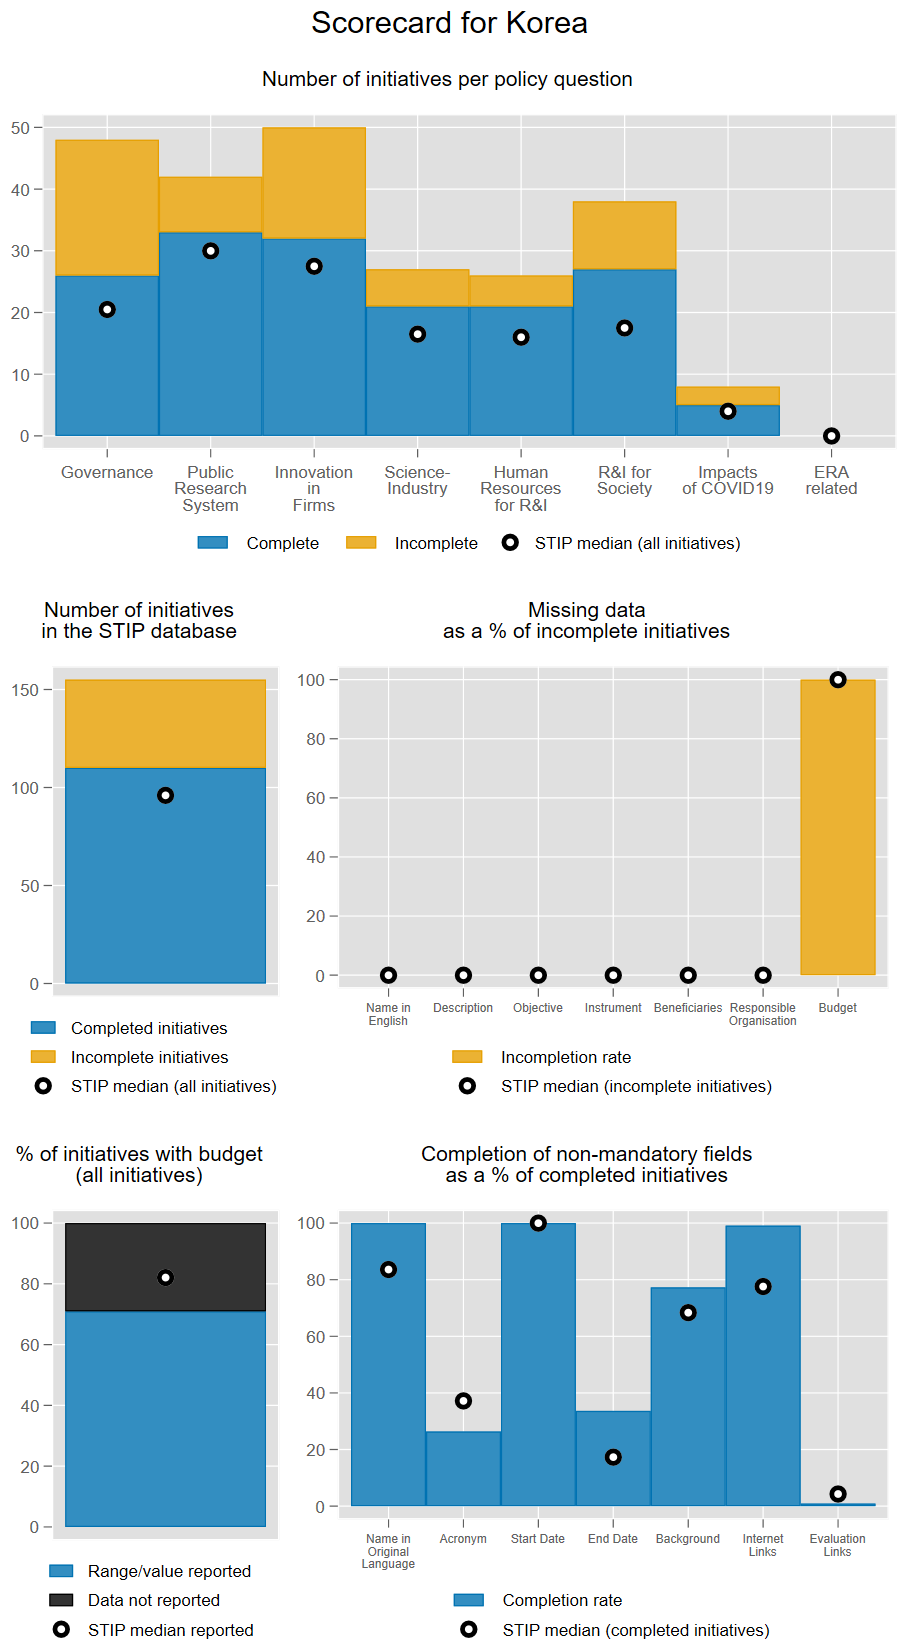 Scorecard for Korea
Number of initiatives per policy question
50
40
30
20
10
0
Governance
Public
Research
System
Innovation
in
Firms
Science-
Industry
Human
Resources
for R&I
R&I for
Society
Impacts
of COVID19
ERA
related
Complete
Incomplete
STIP median (all initiatives)
Number of initiatives
in the STIP database
150
100
50
0
Completed initiatives
Incomplete initiatives
STIP median (all initiatives)
Missing data
as a % of incomplete initiatives
100
80
60
40
20
0
Name in
English
Description
Objective
Instrument
Beneficiaries
Responsible
Organisation
Budget
Incompletion rate
STIP median (incomplete initiatives)
% of initiatives with budget
(all initiatives)
100
80
60
40
20
0
Range/value reported
Data not reported
STIP median reported
Completion of non-mandatory fields
as a % of completed initiatives
100
80
60
40
20
0
Name in
Original
Language
Acronym
Start Date
End Date
Background
Internet
Links
Evaluation
Links
Completion rate
STIP median (completed initiatives)